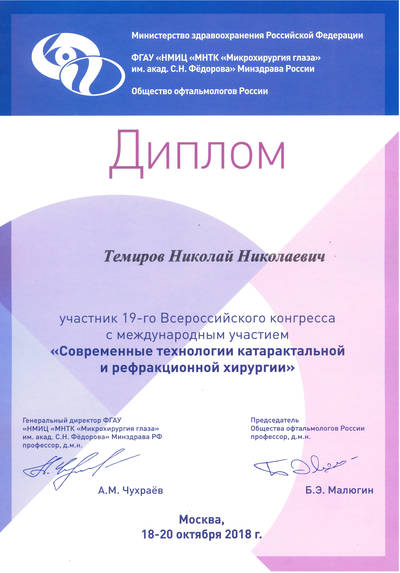 Министерство здравоохранения Российской Федерации
ФГАУ «НМИЦ «МНТК «Микрохирургия глаза»
им. акад. С.Н. Фёдорова» Минздрава России
Общество офтальмологов России
Диплом
Темиров Николай Николаевич
участник 19-го Всероссийского конгресса
с международным участием
«Современные технологии катарактальной
и рефракционной хирургии»
Генеральный директор ФГАУ
«НМИЦ «МНТК «Микрохирургия глаза»
им. акад. С.Н. Фёдорова» Минздрава РФ
профессор, д.м.н.
А.М. Чухраёв
Председатель
Общества офтальмологов России
профессор, д.м.н.
Б.Э. Малюгин
Москва,
18-20 октября 2018 г.